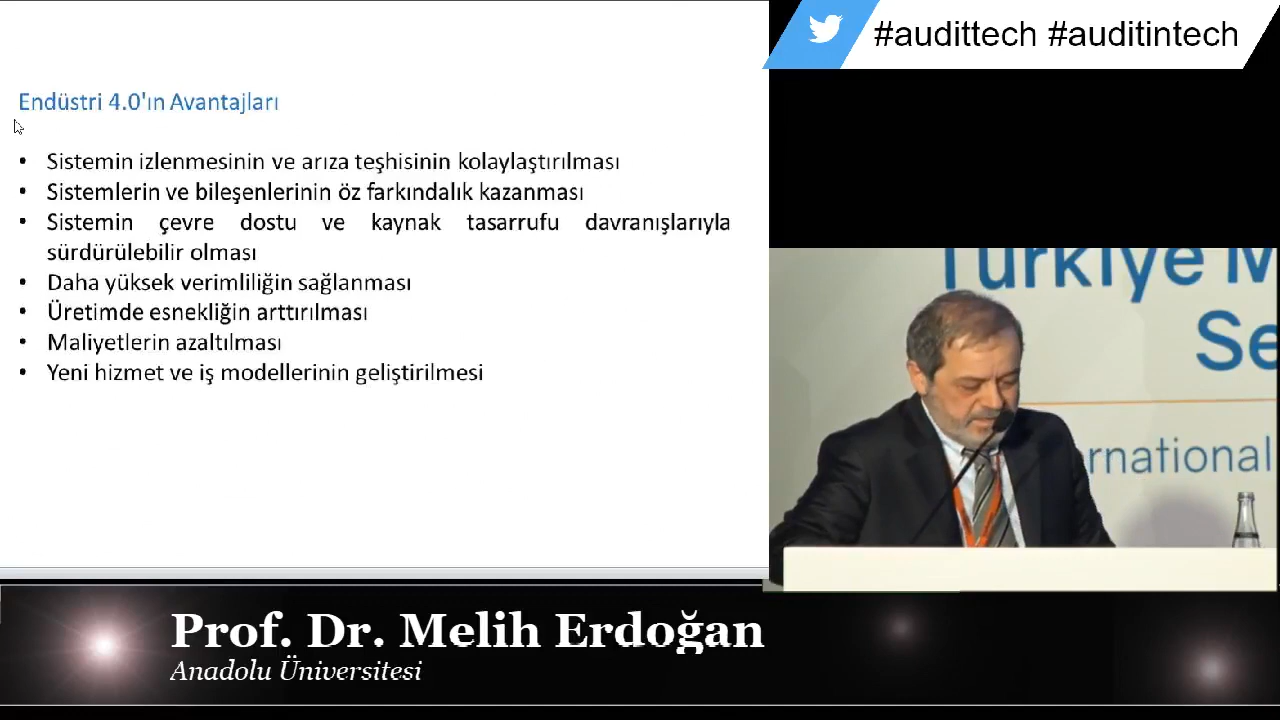 #audittech #auditintech
Endüstri 4.0'ın Avantajları
• Sistemin izlenmesinin ve arıza teşhisinin kolaylaştırılması
• Sistemlerin ve bileşenlerinin öz farkındalık kazanması
• Sistemin çevre dostu ve kaynak tasarrufu davranışlarıyla
sürdürülebilir olması
• Daha yüksek verimliliğin sağlanması
• Üretimde esnekliğin arttırılması
• Maliyetlerin azaltılması
• Yeni hizmet ve iş modellerinin geliştirilmesi
Türkiye M
Se
rnational
Prof. Dr. Melih Erdoğan
Anadolu Üniversitesi